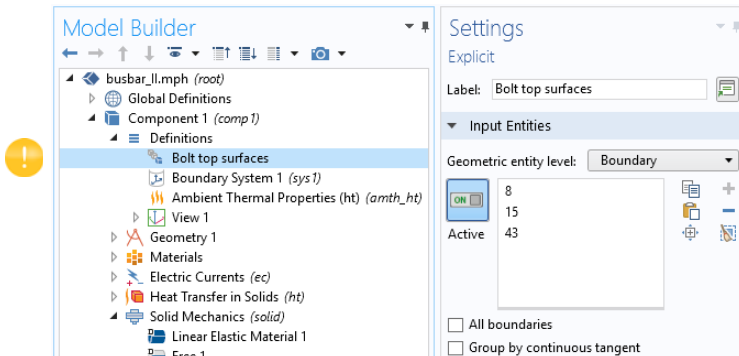 Model Builder
busbar_ll.mph (root)
Global Definitions
Component 1 (comp1)
Definitions
Bolt top surfaces
Boundary System 1 (sys1)
Ambient Thermal Properties (ht) (amth_ht)
View 1
Geometry 1
Materials
Electric Currents (ec)
Heat Transfer in Solids (ht)
Solid Mechanics (solid)
Linear Elastic Material 1
Free 1
Settings
Explicit
Label: Bolt top surfaces
Input Entities
Geometric entity level: Boundary
ON
Active
8
15
43
All boundaries
Group by continuous tangent